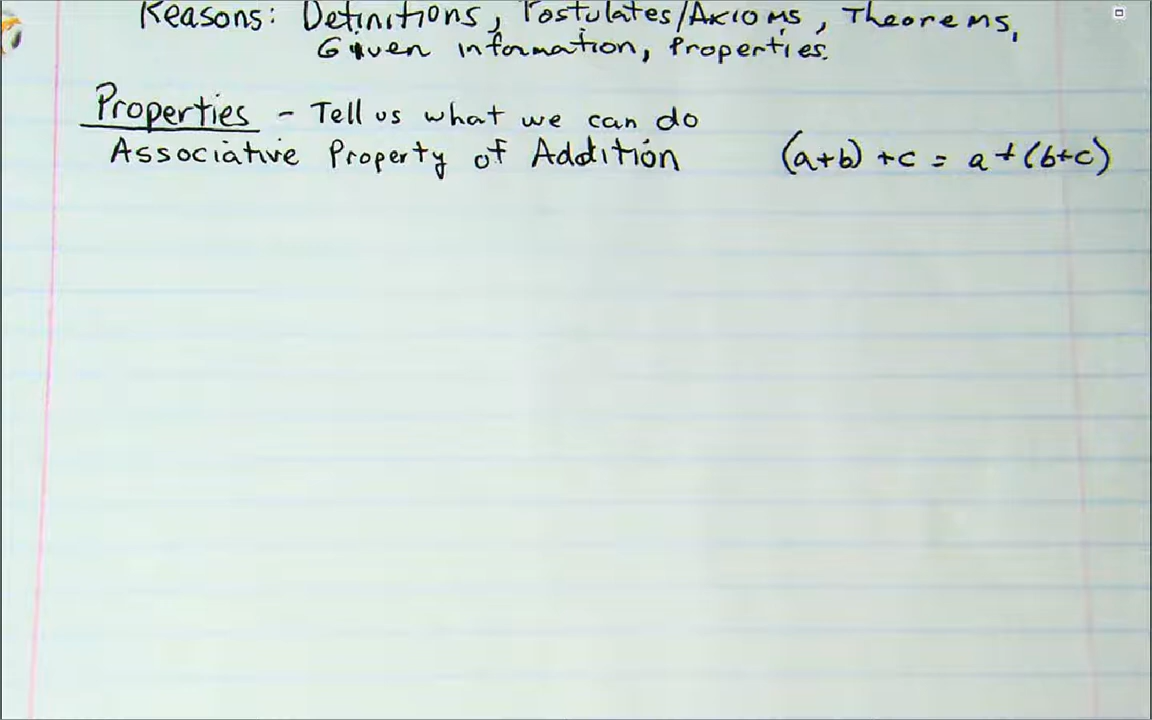 Reasons: Definitions, Postulates/Axioms, Theorems,
Given information, Properties.
Properties - Tell us what we can do
Associative Property of Addition (a+b)+c = a+(b+c)